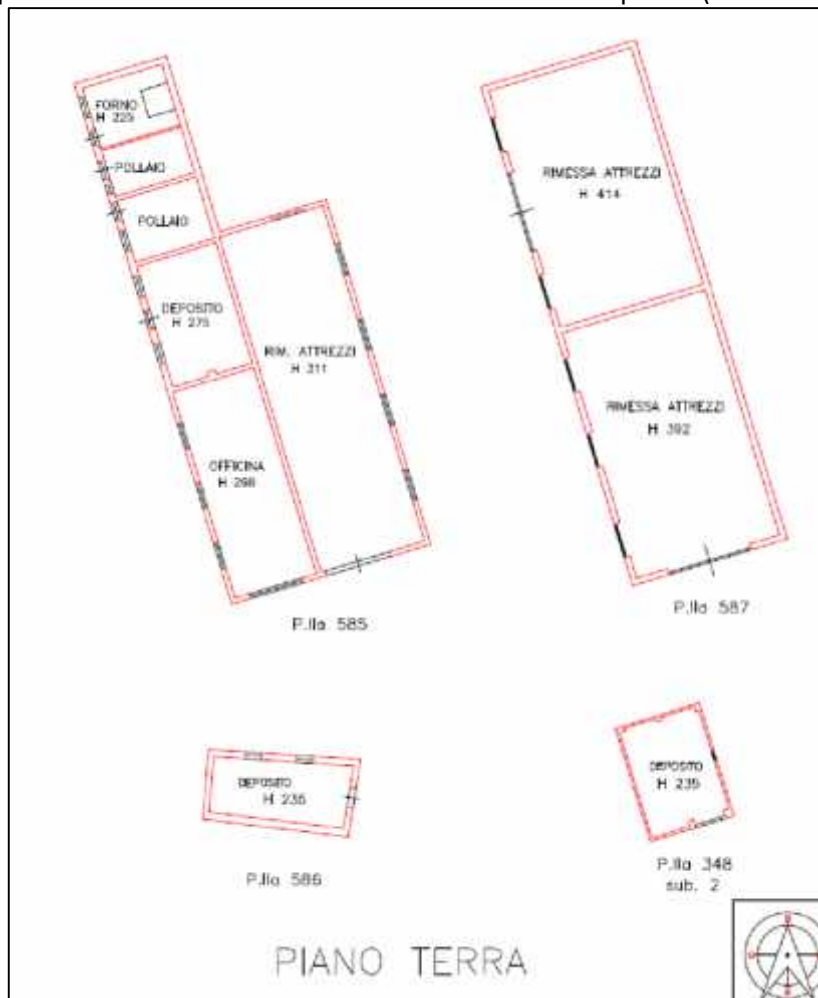 FORNO
H 225
POLLAIO
POLLAIO
DEPOSITO
H 275
RIM. ATTREZZI
H 311
OFFICINA
H 298
P.lla 585
RIMESSA ATTREZZI
H 414
RIMESSA ATTREZZI
H 392
P.lla 587
DEPOSITO
H 235
P.lla 586
DEPOSITO
H 235
P.lla 348
sub. 2
PIANO TERRA